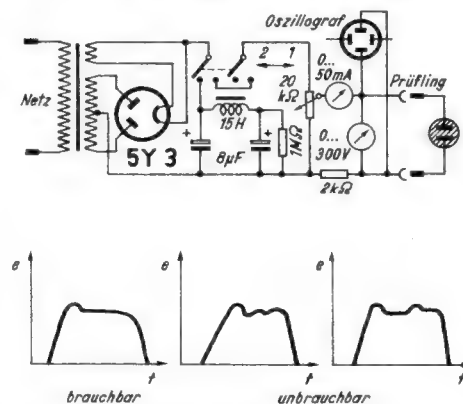 Oszillograf
2 1
0...
50mA
20
kΩ
Prüfling
Netz
5Y3
15H
+
+
8μF
1MΩ
0...
300V
2kΩ
e
e
e
t
t
t
brauchbar
unbrauchbar